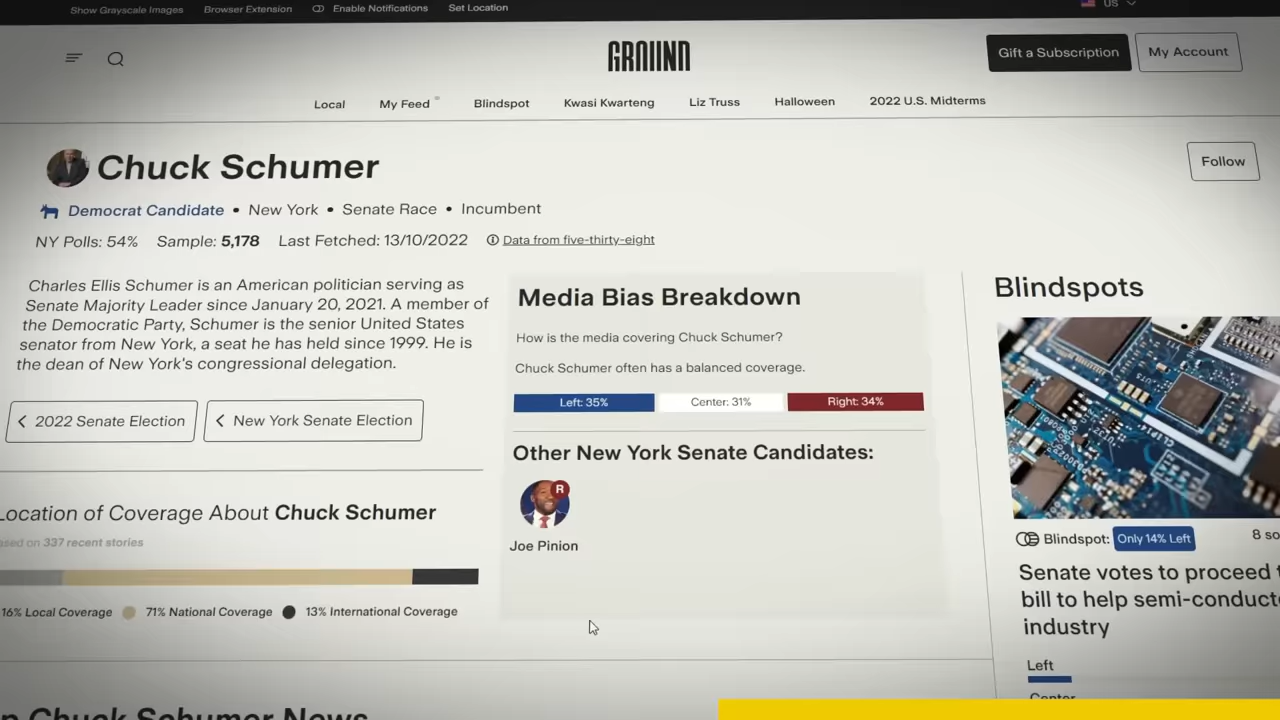 Show Grayscale Images Browser Extension Enable Notifications Set Location US
GROUND Gift a Subscription My Account
Local My Feed Blindspot Kwasi Kwarteng Liz Truss Halloween 2022 U.S. Midterms
Chuck Schumer Follow
Democrat Candidate • New York • Senate Race • Incumbent
NY Polls: 54% Sample: 5,178 Last Fetched: 13/10/2022 Data from five-thirty-eight
Charles Ellis Schumer is an American politician serving as
Senate Majority Leader since January 20, 2021. A member of
the Democratic Party, Schumer is the senior United States
senator from New York, a seat he has held since 1999. He is
the dean of New York's congressional delegation.
2022 Senate Election New York Senate Election
Location of Coverage About Chuck Schumer
ased on 337 recent stories
16% Local Coverage 71% National Coverage 13% International Coverage
Media Bias Breakdown
How is the media covering Chuck Schumer?
Chuck Schumer often has a balanced coverage.
Left: 35% Center: 31% Right: 34%
Other New York Senate Candidates:
R
Joe Pinion
Blindspots
Blindspot: Only 14% Left 8 so
Senate votes to proceed t
bill to help semi-conducto
industry
Left
Center
p Chuck Schumer News